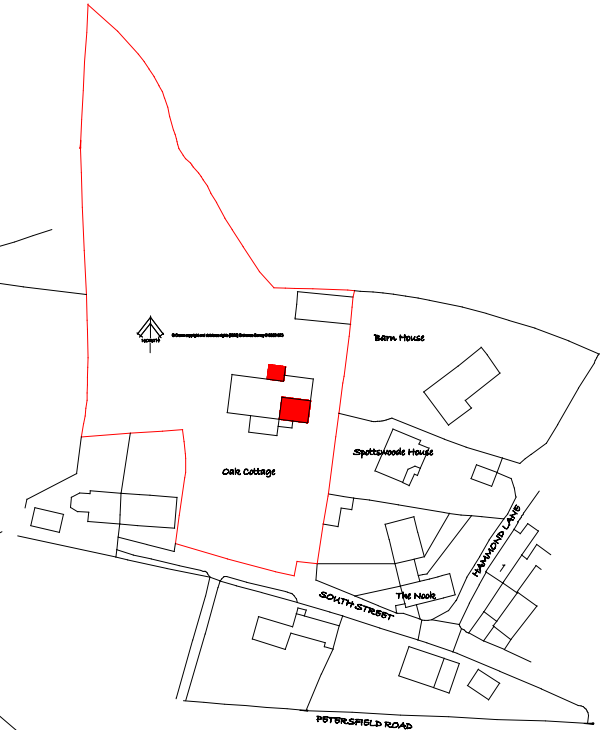 Barn House
NORTH
Spottswoode House
Oak Cottage
HAMMOND LANE
The Nook
SOUTH STREET
PETERSFIELD ROAD